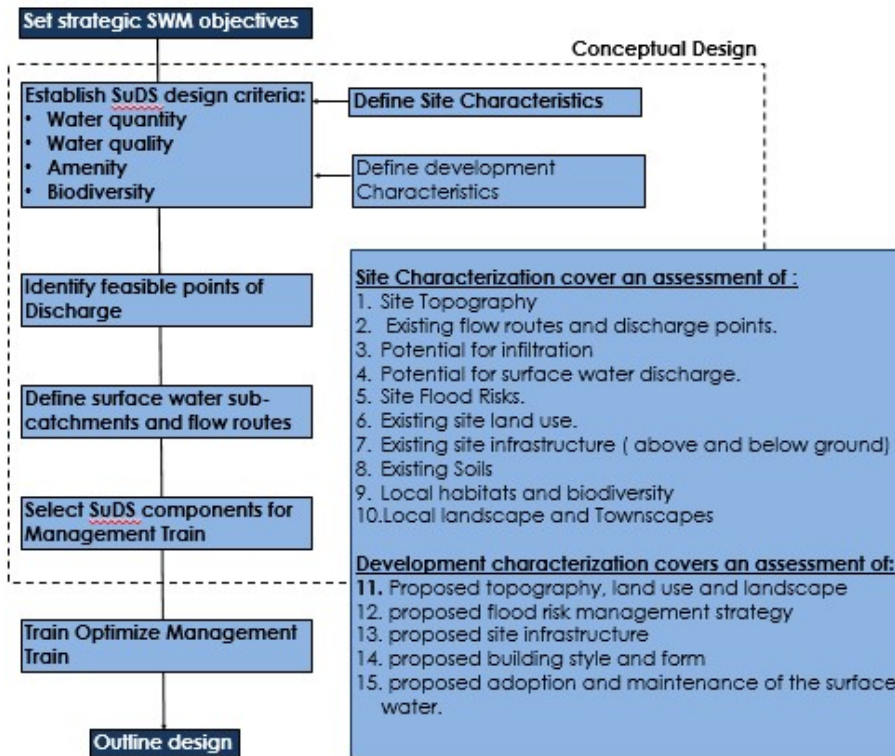 Set strategic SWM objectives
Conceptual Design
Establish SuDS design criteria:
• Water quantity
• Water quality
• Amenity
• Biodiversity
Define Site Characteristics
Define development
Characteristics
Identify feasible points of
Discharge
Define surface water sub-
catchments and flow routes
Select SuDS components for
Management Train
Train Optimize Management
Train
Outline design
Site Characterization cover an assessment of :
1. Site Topography
2. Existing flow routes and discharge points.
3. Potential for infiltration
4. Potential for surface water discharge.
5. Site Flood Risks.
6. Existing site land use.
7. Existing site infrastructure ( above and below ground)
8. Existing Soils
9. Local habitats and biodiversity
10.Local landscape and Townscapes
Development characterization covers an assessment of:
11. Proposed topography, land use and landscape
12. proposed flood risk management strategy
13. proposed site infrastructure
14. proposed building style and form
15. proposed adoption and maintenance of the surface
water.